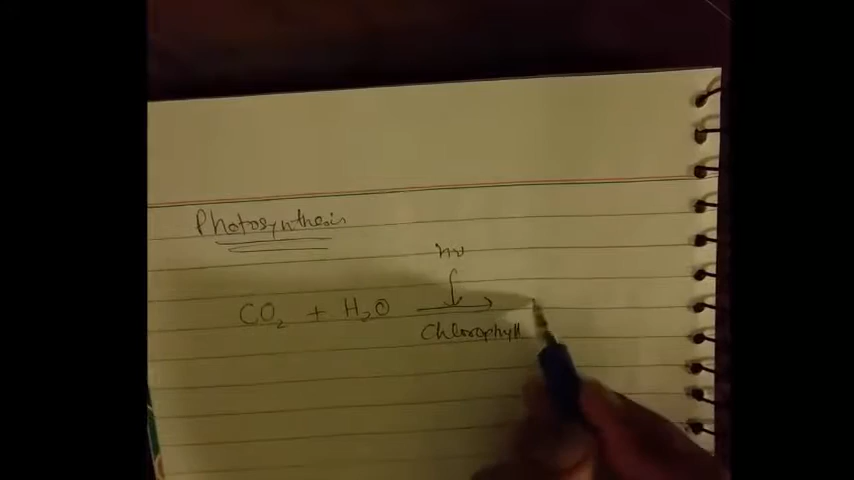 Photosynthesis
hν
CO₂ + H₂O →
Chlorophyll